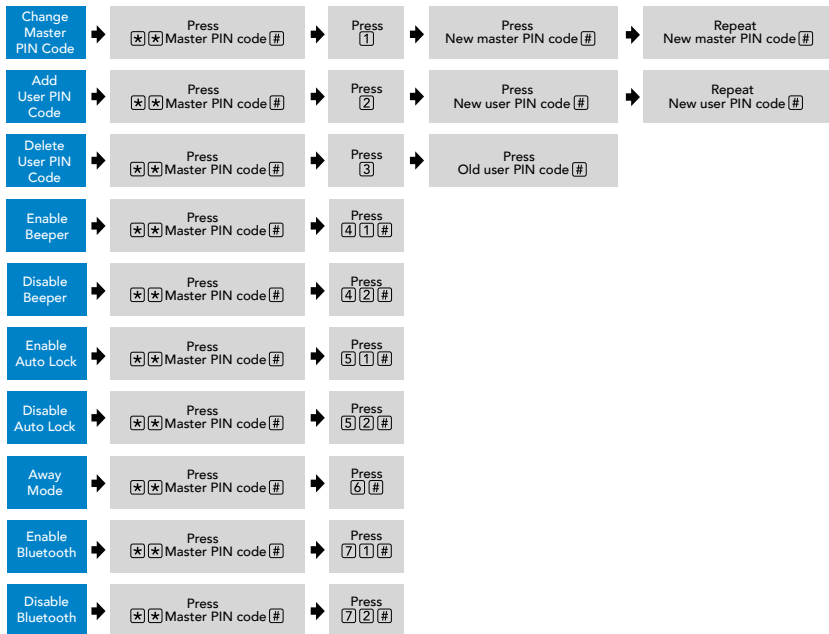 Change
Master
PIN Code
Press
**Master PIN code#
Press
1
Press
New master code#
Repeat
New master PIN code#
Add
User PIN
Code
Press
**Master PIN code#
Press
2
Press
New user PIN code #
Repeat
New user PIN code#
Delete
User PIN
Code
Press
**Master PIN code#
Press
3
Press
Old user PIN code#
Enable
Beeper
Press
**Master PIN code#
Press
41#
Disable
Beeper
Press
**Master PIN code#
Press
42#
Enable
Auto Lock
Press
**Master PIN code#
Press
51#
Disable
Auto Lock
Press
**Master PIN code#
Press
52#
Away
Mode
Press
**Master PIN code#
Press
6#
Enable
Bluetooth
Press
**Master PIN code#
Press
71#
Disable
Bluetooth
Press
**Master PIN code#
Press
72#